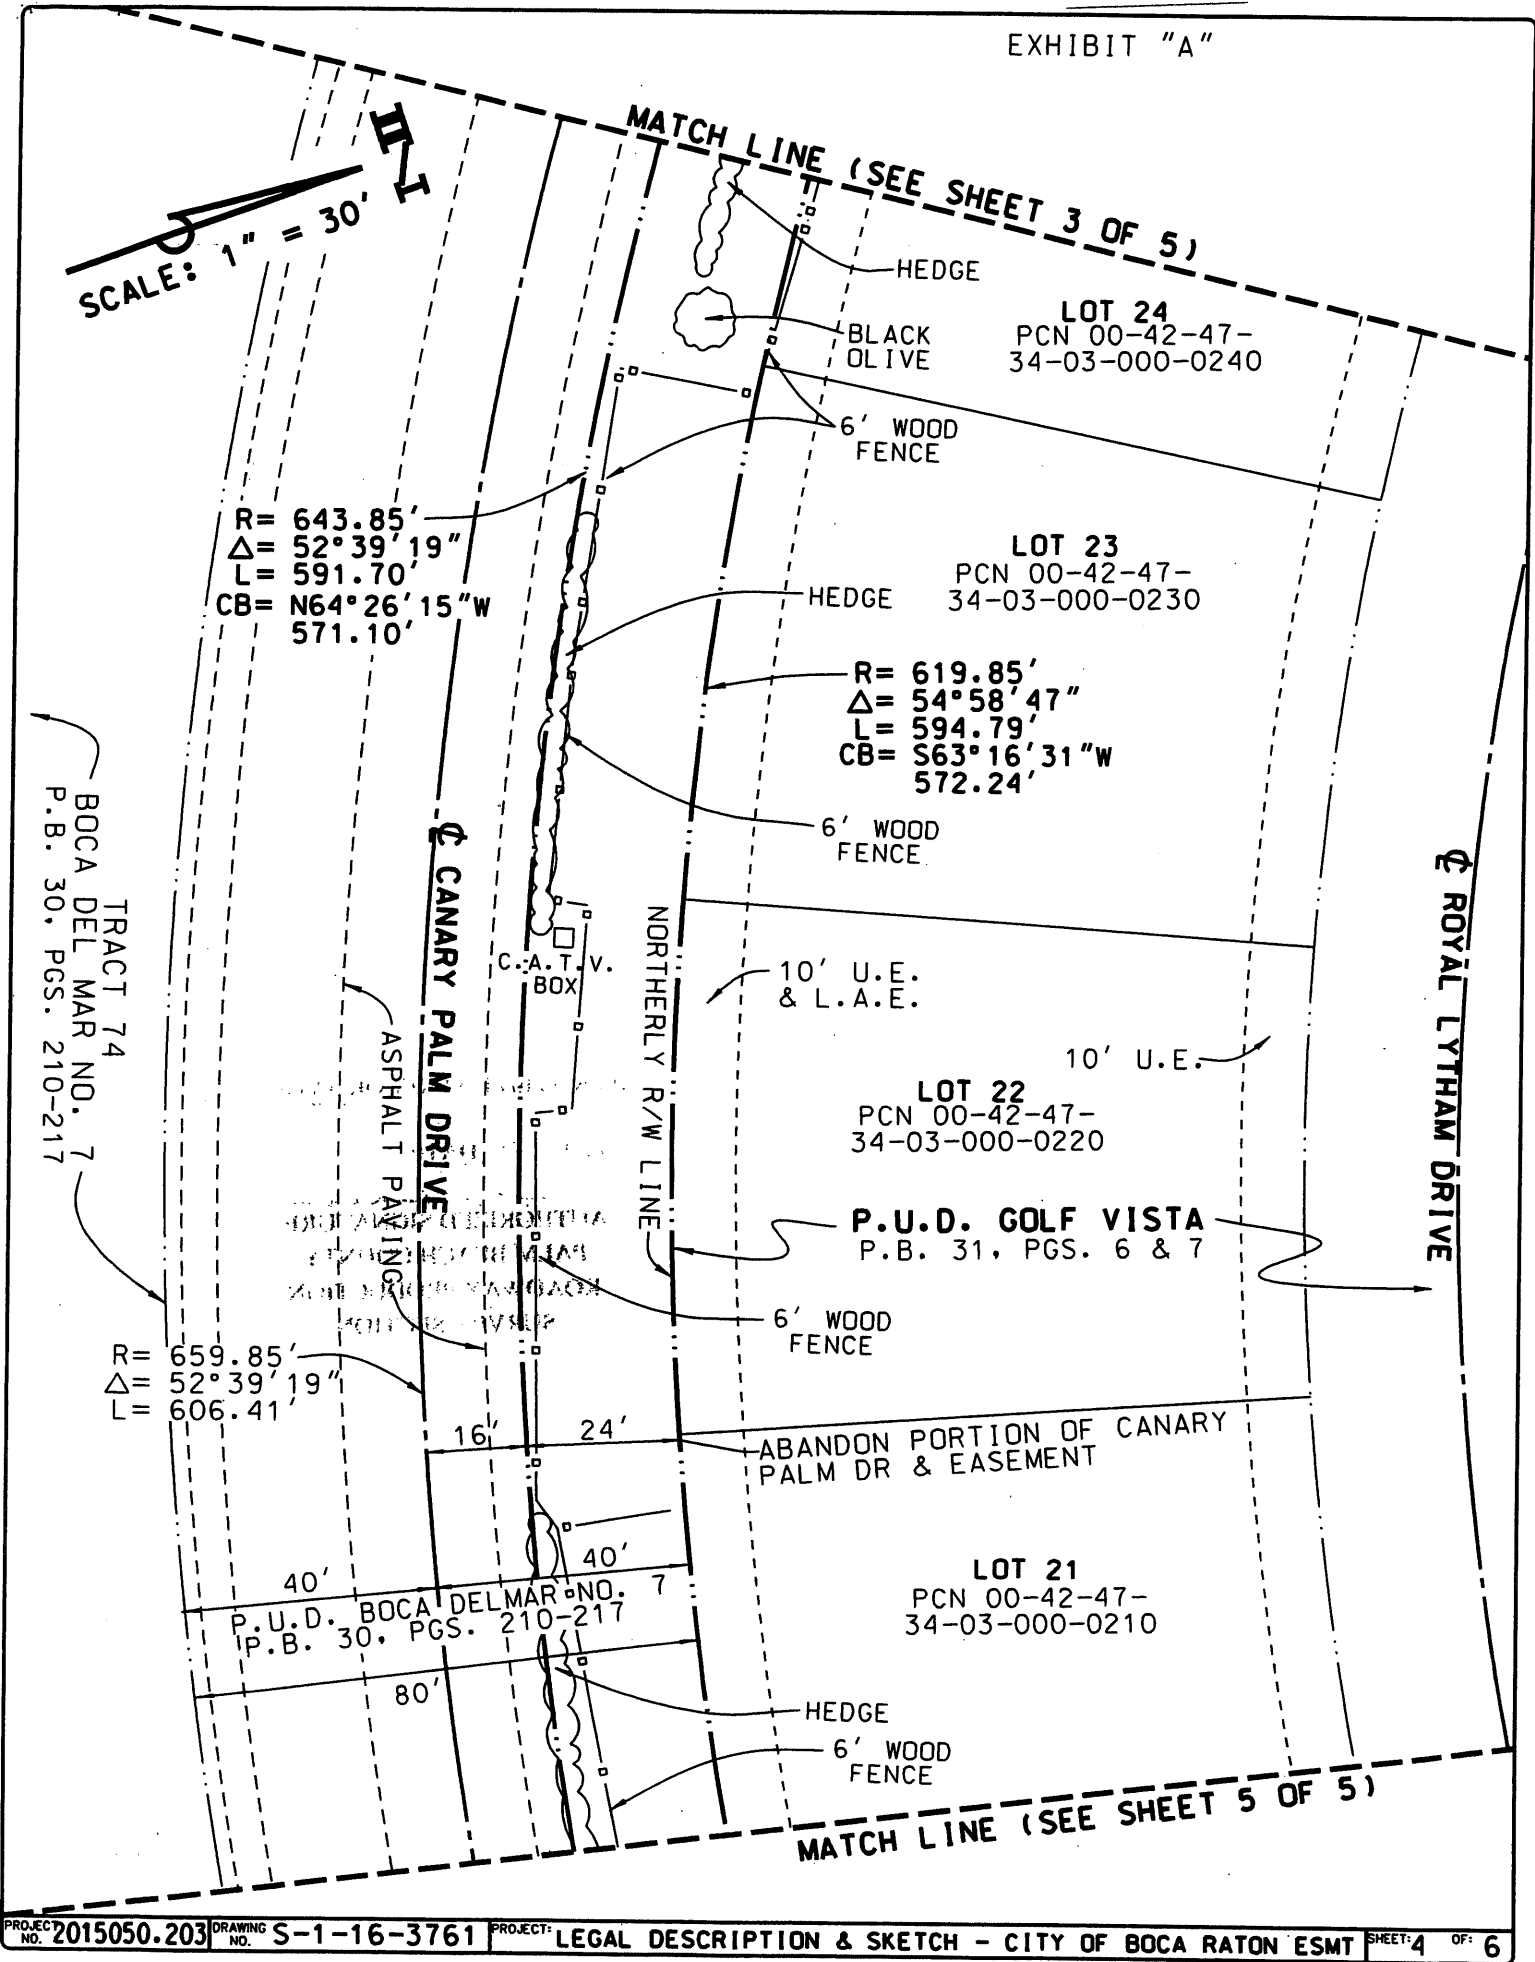 EXHIBIT "A"
MATCH LINE (SEE SHEET 3 OF 5)
SCALE: 1" = 30'
HEDGE
BLACK
OLIVE
LOT 24
PCN 00-42-47-
34-03-000-0240
6' WOOD
FENCE
R= 643.85'
△= 52°39'19"
L= 591.70'
CB= N64°26'15"W
571.10'
LOT 23
PCN 00-42-47-
34-03-000-0230
HEDGE
R= 619.85'
△= 54°58'47"
L= 594.79'
CB= S63°16'31"W
572.24'
6' WOOD
FENCE
TRACT 74
BOCA DEL MAR NO. 7
P.B. 30, PGS. 210-217
℄ CANARY PALM DRIVE
℄ ROYAL LYTHAM DRIVE
C.A.T.V.
BOX
NORTHERLY R/W LINE
10' U.E.
& L.A.E.
10' U.E.
ASPHALT PAVING
LOT 22
PCN 00-42-47-
34-03-000-0220
P.U.D. GOLF VISTA
P.B. 31, PGS. 6 & 7
6' WOOD
FENCE
R= 659.85'
△= 52°39'19"
L= 606.41'
16'
24'
ABANDON PORTION OF CANARY
PALM DR & EASEMENT
40'
40'
P.U.D. BOCA DELMAR NO. 7
P.B. 30, PGS. 210-217
80'
LOT 21
PCN 00-42-47-
34-03-000-0210
HEDGE
6' WOOD
FENCE
MATCH LINE (SEE SHEET 5 OF 5)
PROJECT NO. 2015050.203 DRAWING NO. S-1-16-3761 PROJECT: LEGAL DESCRIPTION & SKETCH - CITY OF BOCA RATON ESMT SHEET: 4 OF: 6